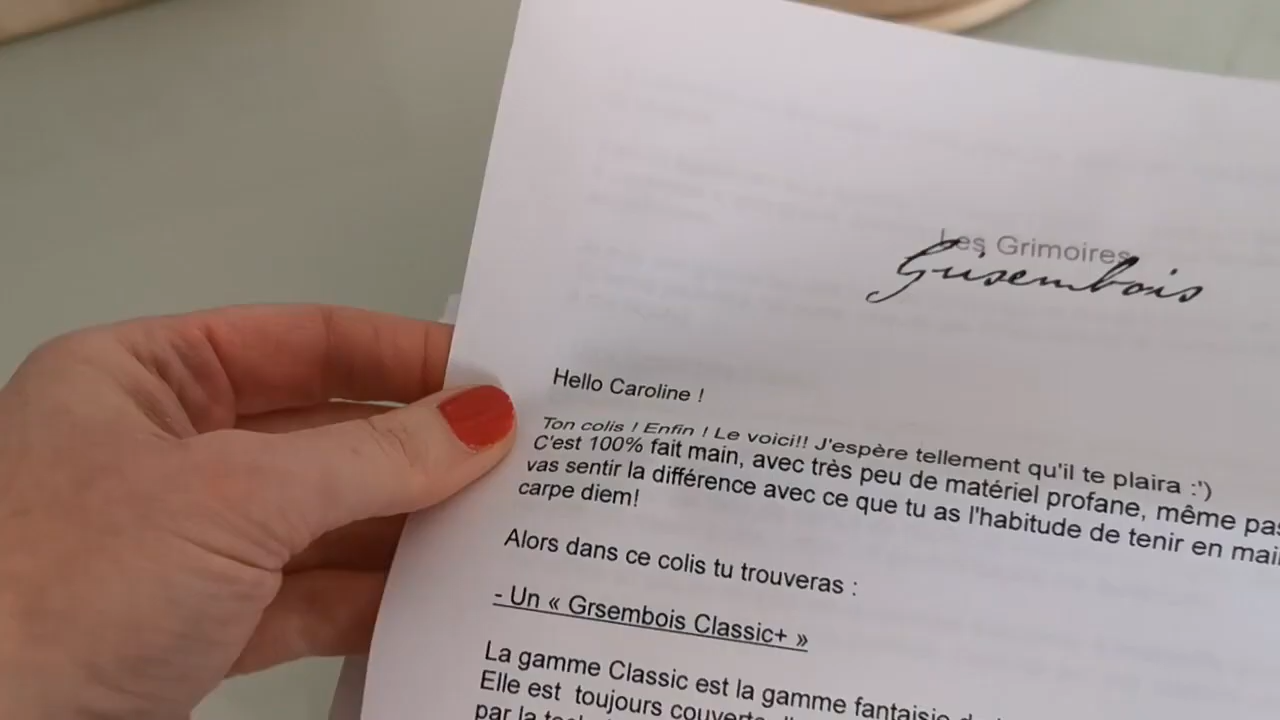 Les Grimoires
Gusembois
Hello Caroline !
Ton colis ! Enfin ! Le voici!! J'espère tellement qu'il te plaira :')
C'est 100% fait main, avec très peu de matériel profane, même pas
vas sentir la différence avec ce que tu as l'habitude de tenir en
carpe diem!
Alors dans ce colis tu trouveras :
- Un « Grsembois Classic+ »
La gamme Classic est la gamme fantaisie
Elle est toujours
par la